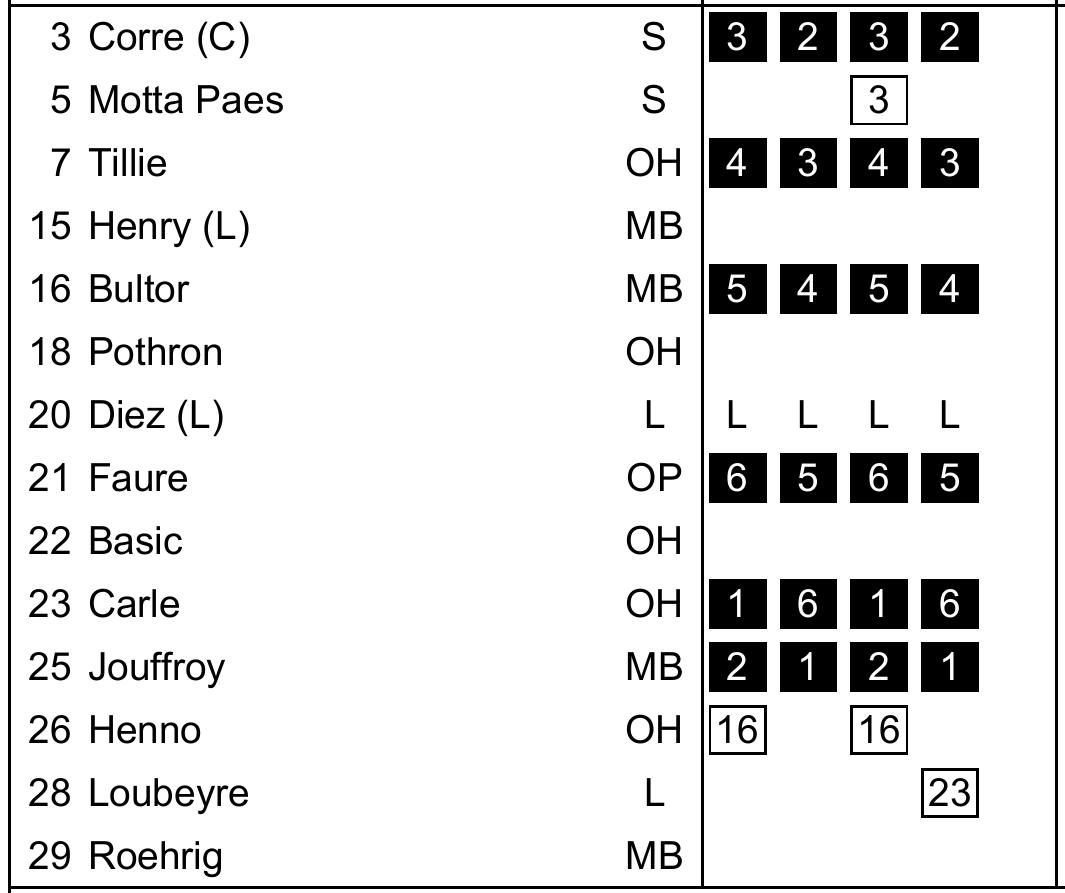 3 Corre (C) S 3 2 3 2
5 Motta Paes S 3
7 Tillie OH 4 3 4 3
15 Henry (L) MB
16 Bultor MB 5 4 5 4
18 Pothron OH
20 Diez (L) L L L L L
21 Faure OP 6 5 6 5
22 Basic OH
23 Carle OH 1 6 1 6
25 Jouffroy MB 2 1 2 1
26 Henno OH 16 16
28 Loubeyre L 23
29 Roehrig MB